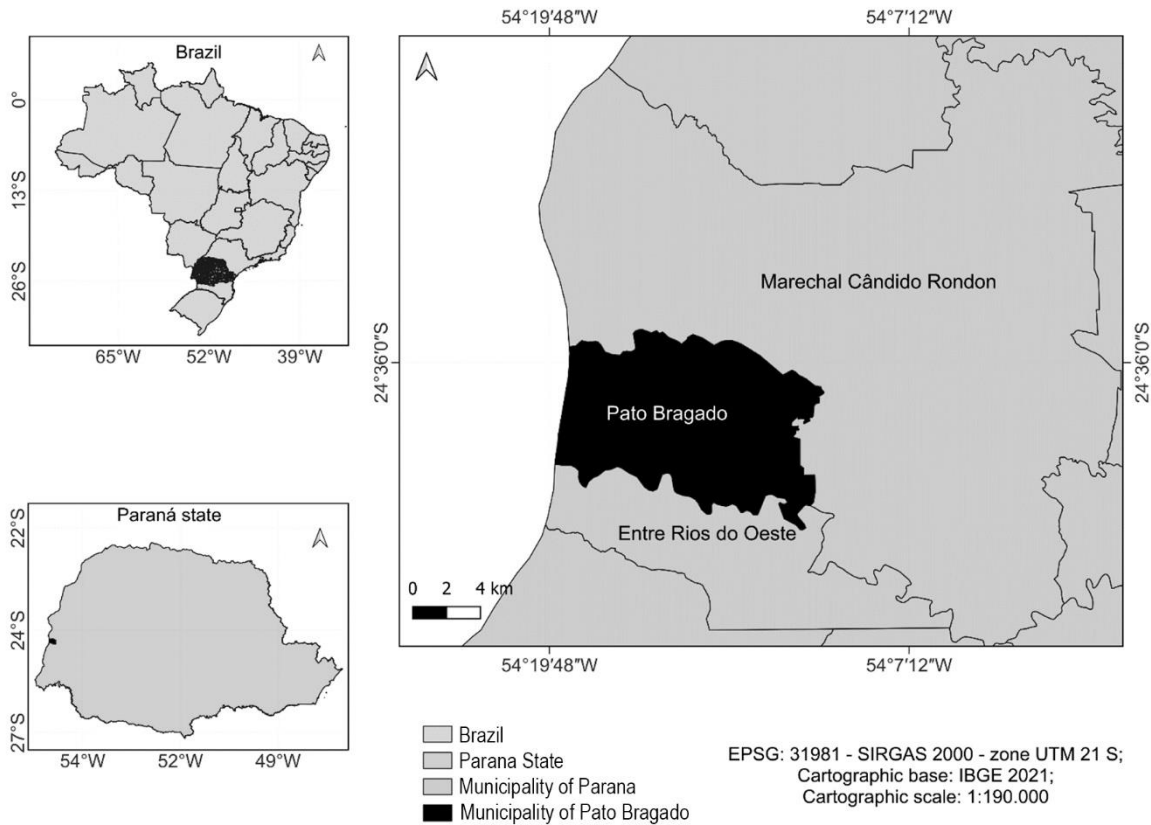 Brazil
0°
13°S
26°S
65°W 52°W 39°W
Paraná state
22°S
24°S
27°S
54°W 52°W 49°W
54°19′48″W 54°7′12″W
Marechal Cândido Rondon
24°36′0″S 24°36′0″S
Pato Bragado
Entre Rios do Oeste
0 2 4 km
54°19′48″W 54°7′12″W
Brazil
Parana State
Municipality of Parana
Municipality of Pato Bragado
EPSG: 31981 - SIRGAS 2000 - zone UTM 21 S;
Cartographic base: IBGE 2021;
Cartographic scale: 1:190.000